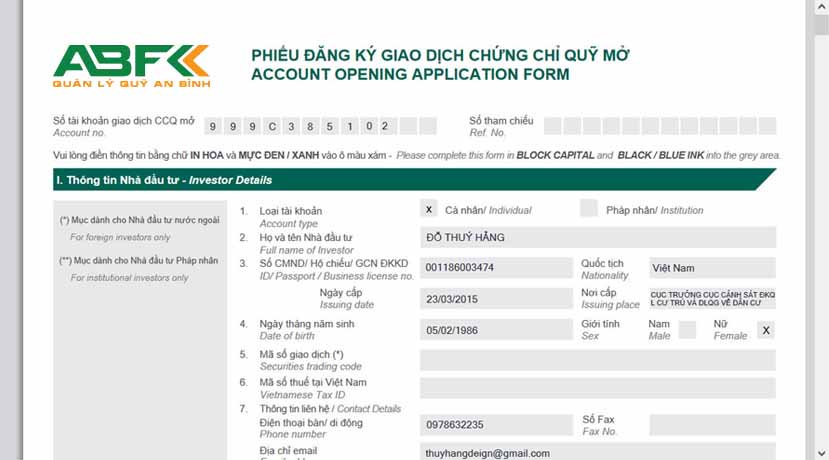 ABF
QUẢN LÝ QUỸ AN BÌNH
PHIẾU ĐĂNG KÝ GIAO DỊCH CHỨNG CHỈ QUỸ MỞ
ACCOUNT OPENING APPLICATION FORM
Số tài khoản giao dịch CCQ mở 9 9 9 C 3 8 5 1 0 2 Số tham chiếu
Account no. Ref. No.
Vui lòng điền thông tin bằng chữ IN HOA và MỰC ĐEN / XANH vào ô màu xám - Please complete this form in BLOCK CAPITAL and BLACK / BLUE INK into the grey area.
I. Thông tin Nhà đầu tư - Investor Details
(*) Mục dành cho Nhà đầu tư nước ngoài
For foreign investors only
(**) Mục dành cho Nhà đầu tư Pháp nhân
For institutional investors only
1. Loại tài khoản x Cá nhân/ Individual Pháp nhân/ Institution
Account type
2. Họ và tên Nhà đầu tư ĐỖ THUÝ HẰNG
Full name of Investor
3. Số CMND/ Hộ chiếu/ GCN ĐKKD 001186003474 Quốc tịch Việt Nam
ID/ Passport / Business license no. Nationality
Ngày cấp 23/03/2015 Nơi cấp CỤC TRƯỞNG CỤC CẢNH SÁT ĐKQ
Issuing date Issuing place L CƯ TRÚ VÀ DLQG VỀ DÂN CƯ
4. Ngày tháng năm sinh 05/02/1986 Giới tính Nam Nữ X
Date of birth Sex Male Female
5. Mã số giao dịch (*)
Securities trading code
6. Mã số thuế tại Việt Nam
Vietnamese Tax ID
7. Thông tin liên hệ / Contact Details
Điện thoại bàn/ di động 0978632235 Số Fax
Phone number Fax No.
Địa chỉ email thuyhangdeign@gmail.com